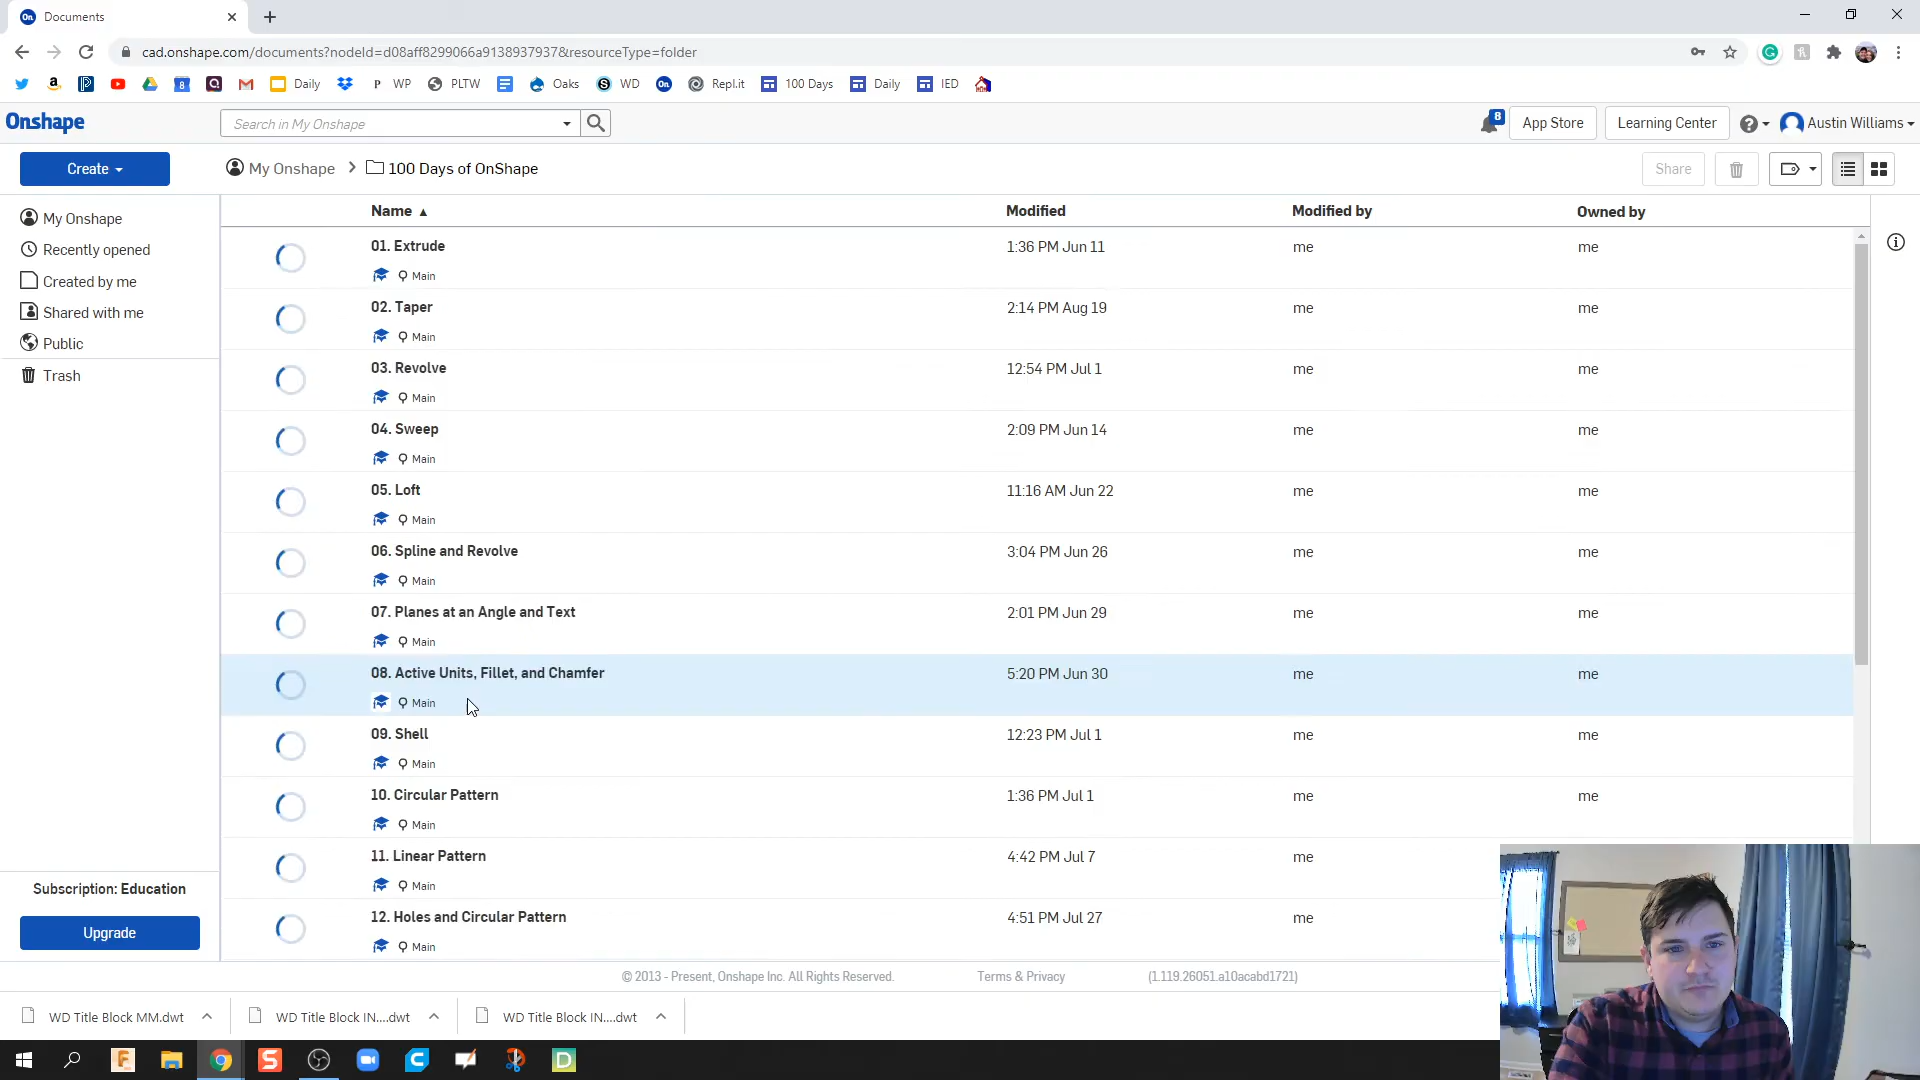 Documents
cad.onshape.com/documents?nodeId=d08aff8299066a9138937937&resourceType=folder
Daily
WP
PLTW
Oaks
WD
Repl.it
100 Days
Daily
IED
Onshape
Search in My Onshape
8
App Store
Learning Center
Austin Williams
Create
My Onshape
100 Days of OnShape
Share
My Onshape
Recently opened
Created by me
Shared with me
Public
Trash
Name Modified Modified by Owned by
01. Extrude 1:36 PM Jun 11 me me
Main
02. Taper 2:14 PM Aug 19 me me
Main
03. Revolve 12:54 PM Jul 1 me me
Main
04. Sweep 2:09 PM Jun 14 me me
Main
05. Loft 11:16 AM Jun 22 me me
Main
06. Spline and Revolve 3:04 PM Jun 26 me me
Main
07. Planes at an Angle and Text 2:01 PM Jun 29 me me
Main
08. Active Units, Fillet, and Chamfer 5:20 PM Jun 30 me me
Main
09. Shell 12:23 PM Jul 1 me me
Main
10. Circular Pattern 1:36 PM Jul 1 me me
Main
11. Linear Pattern 4:42 PM Jul 7 me
Main
12. Holes and Circular Pattern 4:51 PM Jul 27 me
Main
Subscription: Education
Upgrade
© 2013 - Present, Onshape Inc. All Rights Reserved. Terms & Privacy (1.119.26051.a10acabd1721)
WD Title Block MM.dwt
WD Title Block IN....dwt
WD Title Block IN....dwt